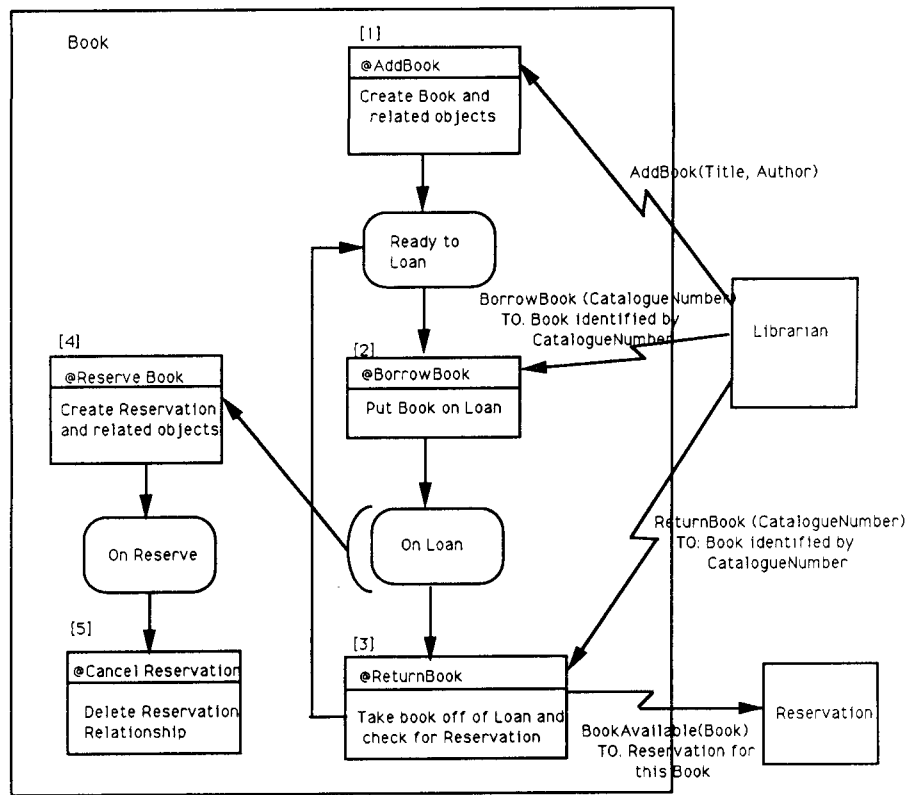 Book
[1]
@AddBook
Create Book and
related objects
AddBook(Title, Author)
Ready to
Loan
BorrowBook (CatalogueNumber)
TO. Book identified by
CatalogueNumber
Librarian
[4]
@Reserve Book
Create Reservation
and related objects
[2]
@BorrowBook
Put Book on Loan
On Reserve
On Loan
ReturnBook (CatalogueNumber)
TO: Book identified by
CatalogueNumber
[5]
@Cancel Reservation
Delete Reservation
Relationship
[3]
@ReturnBook
Take book off of Loan and
check for Reservation
BookAvailable(Book)
TO. Reservation for
this Book
Reservation